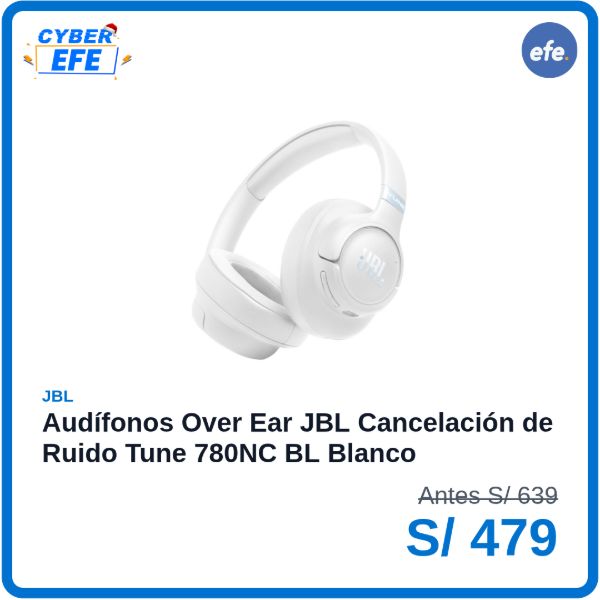 CYBER
EFE
efe.
JBL
JBL
Audífonos Over Ear JBL Cancelación de
Ruido Tune 780NC BL Blanco
Antes S/ 639
S/ 479